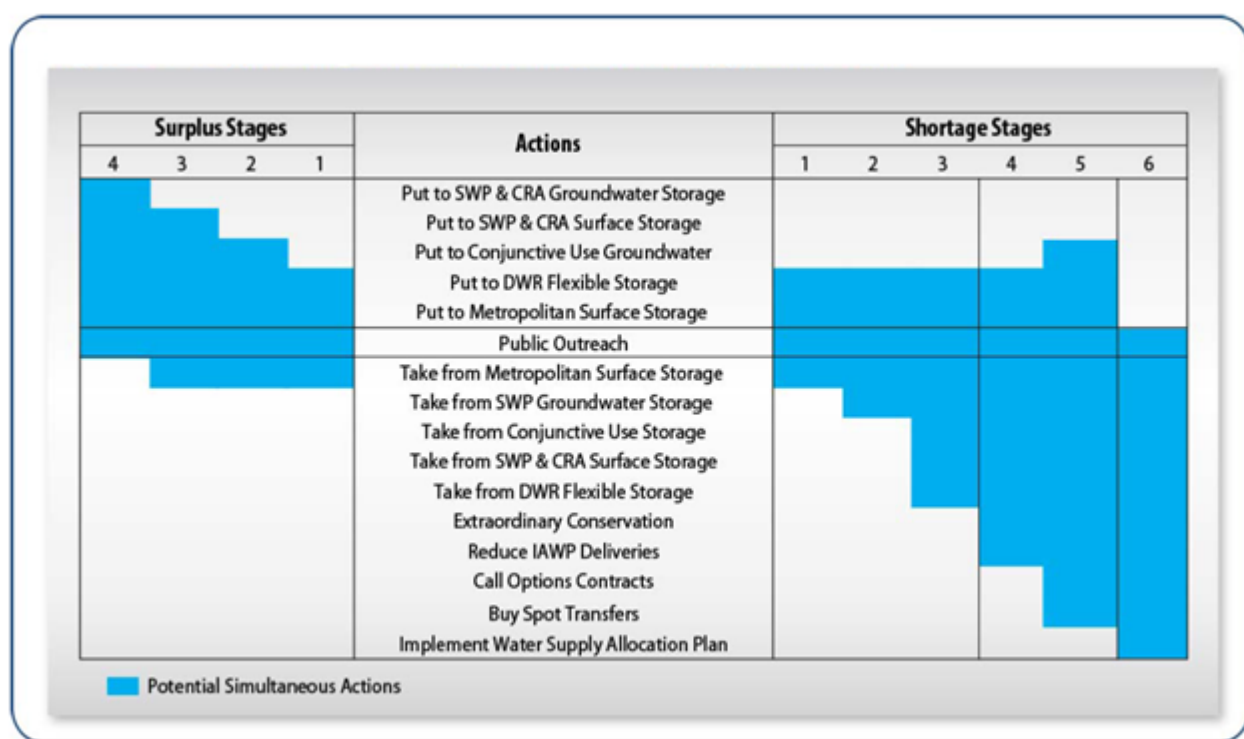 Surplus Stages Actions Shortage Stages
4 3 2 1 1 2 3 4 5 6
Put to SWP & CRA Groundwater Storage
Put to SWP & CRA Surface Storage
Put to Conjunctive Use Groundwater
Put to DWR Flexible Storage
Put to Metropolitan Surface Storage
Public Outreach
Take from Metropolitan Surface Storage
Take from SWP Groundwater Storage
Take from Conjunctive Use Storage
Take from SWP & CRA Surface Storage
Take from DWR Flexible Storage
Extraordinary Conservation
Reduce IAWP Deliveries
Call Options Contracts
Buy Spot Transfers
Implement Water Supply Allocation Plan
Potential Simultaneous Actions